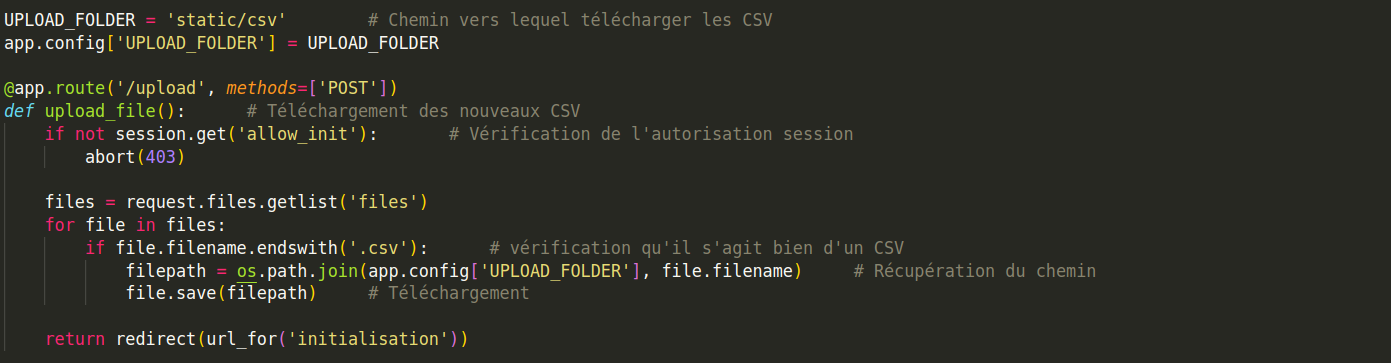 UPLOAD_FOLDER = 'static/csv'        # Chemin vers lequel télécharger les CSV
app.config['UPLOAD_FOLDER'] = UPLOAD_FOLDER

@app.route('/upload', methods=['POST'])
def upload_file():      # Téléchargement des nouveaux CSV
    if not session.get('allow_init'):       # Vérification de l'autorisation session
        abort(403)

    files = request.files.getlist('files')
    for file in files:
        if file.filename.endswith('.csv'):      # vérification qu'il s'agit bien d'un CSV
            filepath = os.path.join(app.config['UPLOAD_FOLDER'], file.filename)     # Récupération du chemin
            file.save(filepath)     # Téléchargement

    return redirect(url_for('initialisation'))